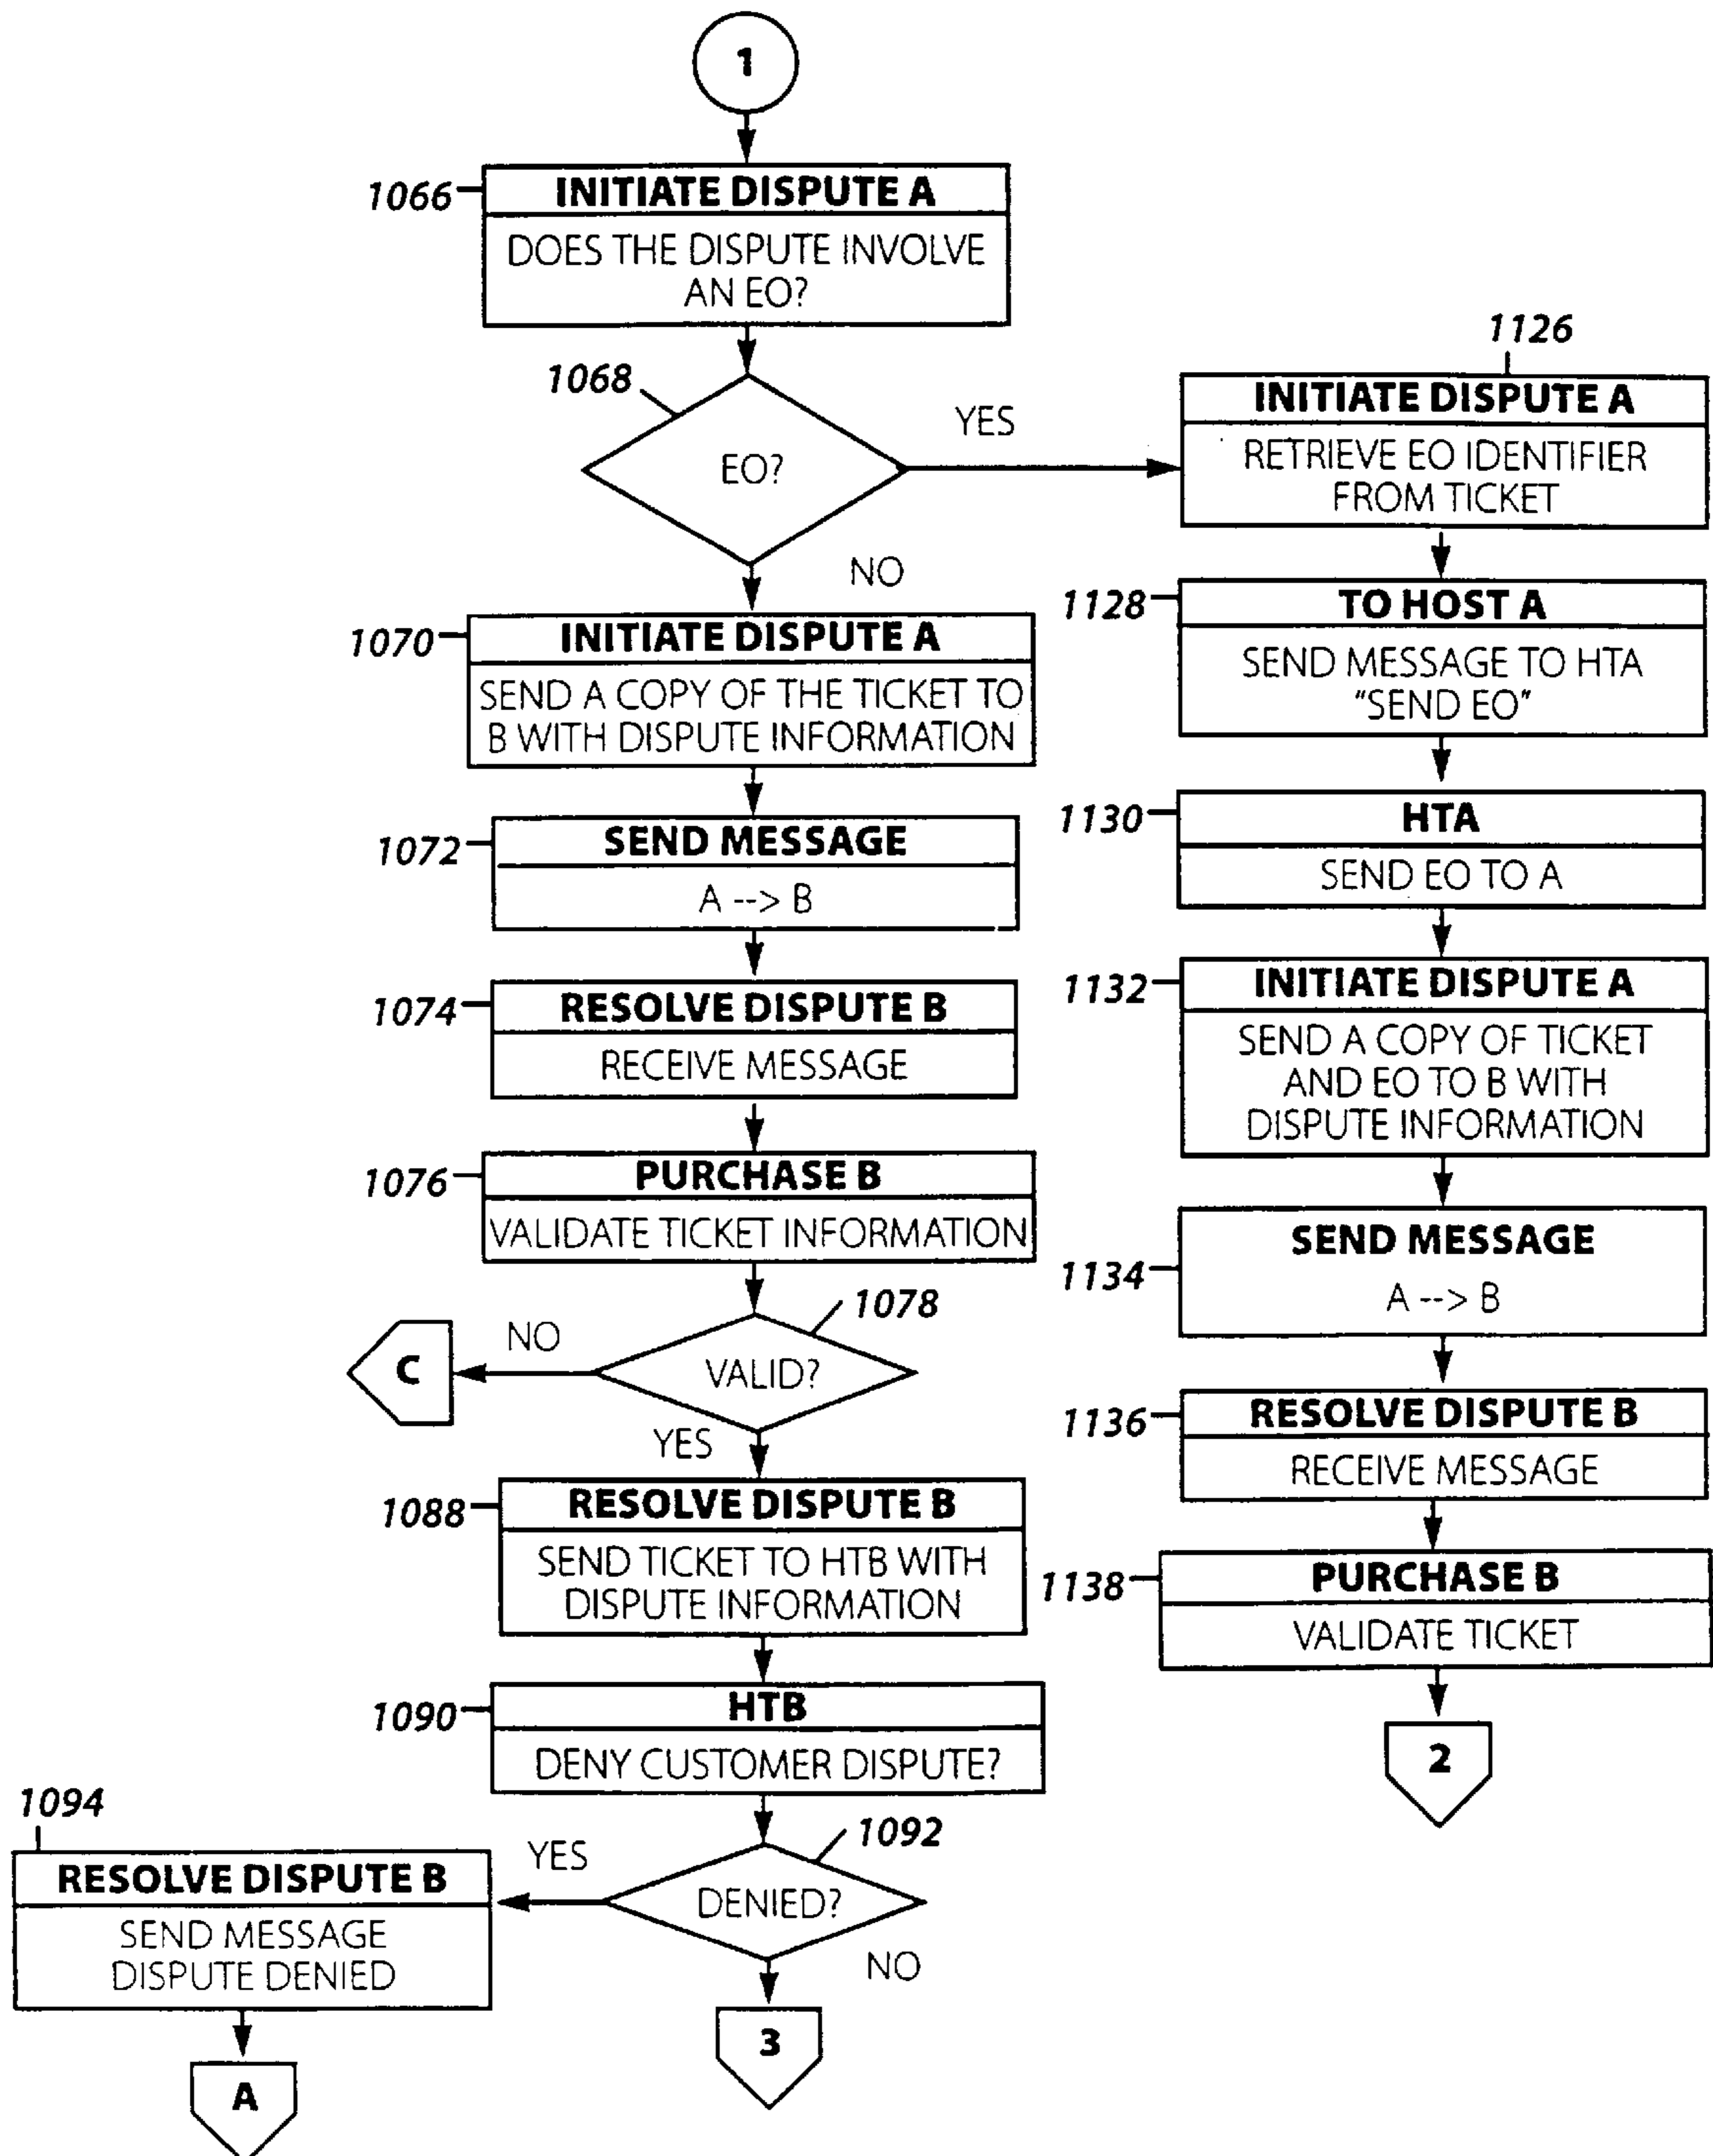 1
1066
INITIATE DISPUTE A
DOES THE DISPUTE INVOLVE
AN EO?
1068
EO?
YES
NO
1070
INITIATE DISPUTE A
SEND A COPY OF THE TICKET TO
B WITH DISPUTE INFORMATION
1072
SEND MESSAGE
A --> B
1074
RESOLVE DISPUTE B
RECEIVE MESSAGE
1076
PURCHASE B
VALIDATE TICKET INFORMATION
1078
VALID?
NO
C
YES
1088
RESOLVE DISPUTE B
SEND TICKET TO HTB WITH
DISPUTE INFORMATION
1090
HTB
DENY CUSTOMER DISPUTE?
1092
DENIED?
YES
NO
1094
RESOLVE DISPUTE B
SEND MESSAGE
DISPUTE DENIED
A
3
1126
INITIATE DISPUTE A
RETRIEVE EO IDENTIFIER
FROM TICKET
1128
TO HOST A
SEND MESSAGE TO HTA
"SEND EO"
1130
HTA
SEND EO TO A
1132
INITIATE DISPUTE A
SEND A COPY OF TICKET
AND EO TO B WITH
DISPUTE INFORMATION
1134
SEND MESSAGE
A --> B
1136
RESOLVE DISPUTE B
RECEIVE MESSAGE
1138
PURCHASE B
VALIDATE TICKET
2